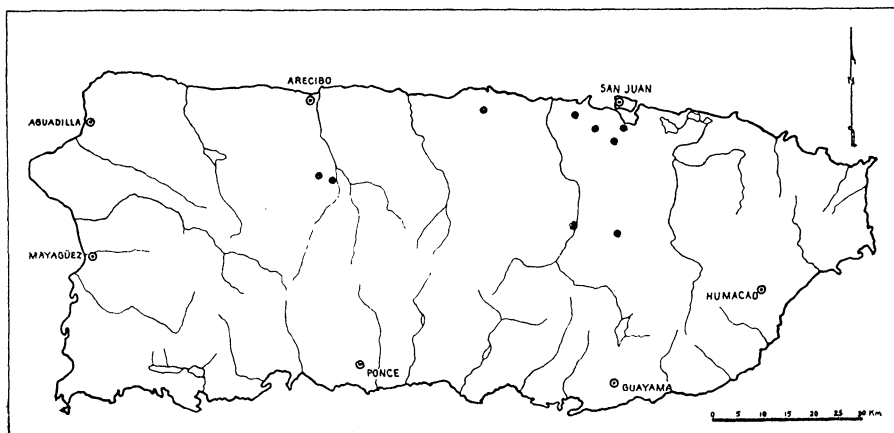 ARECIBO
SAN JUAN
AGUADILLA
N
MAYAGÜEZ
HUMACAO
PONCE
GUAYAMA
0 5 10 15 20 25 30 Km